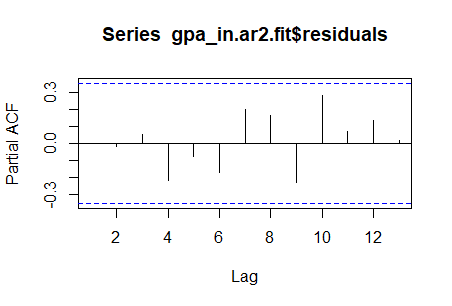 Series gpa_in.ar2.fit$residuals
Partial ACF
0.3
0.0
-0.3
2 4 6 8 10 12
Lag